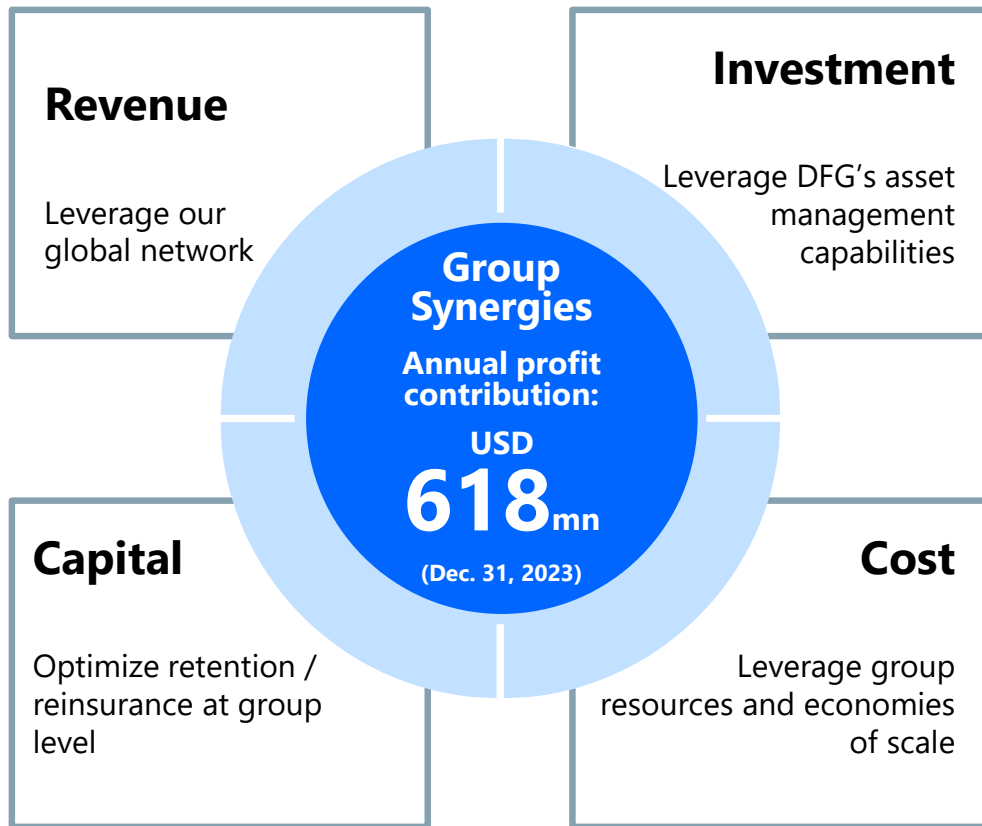 Revenue
Leverage our
global network
Investment
Leverage DFG’s asset
management
capabilities
Group
Synergies
Annual profit
contribution:
USD
618mn
(Dec. 31, 2023)
Capital
Optimize retention /
reinsurance at group
level
Cost
Leverage group
resources and economies
of scale